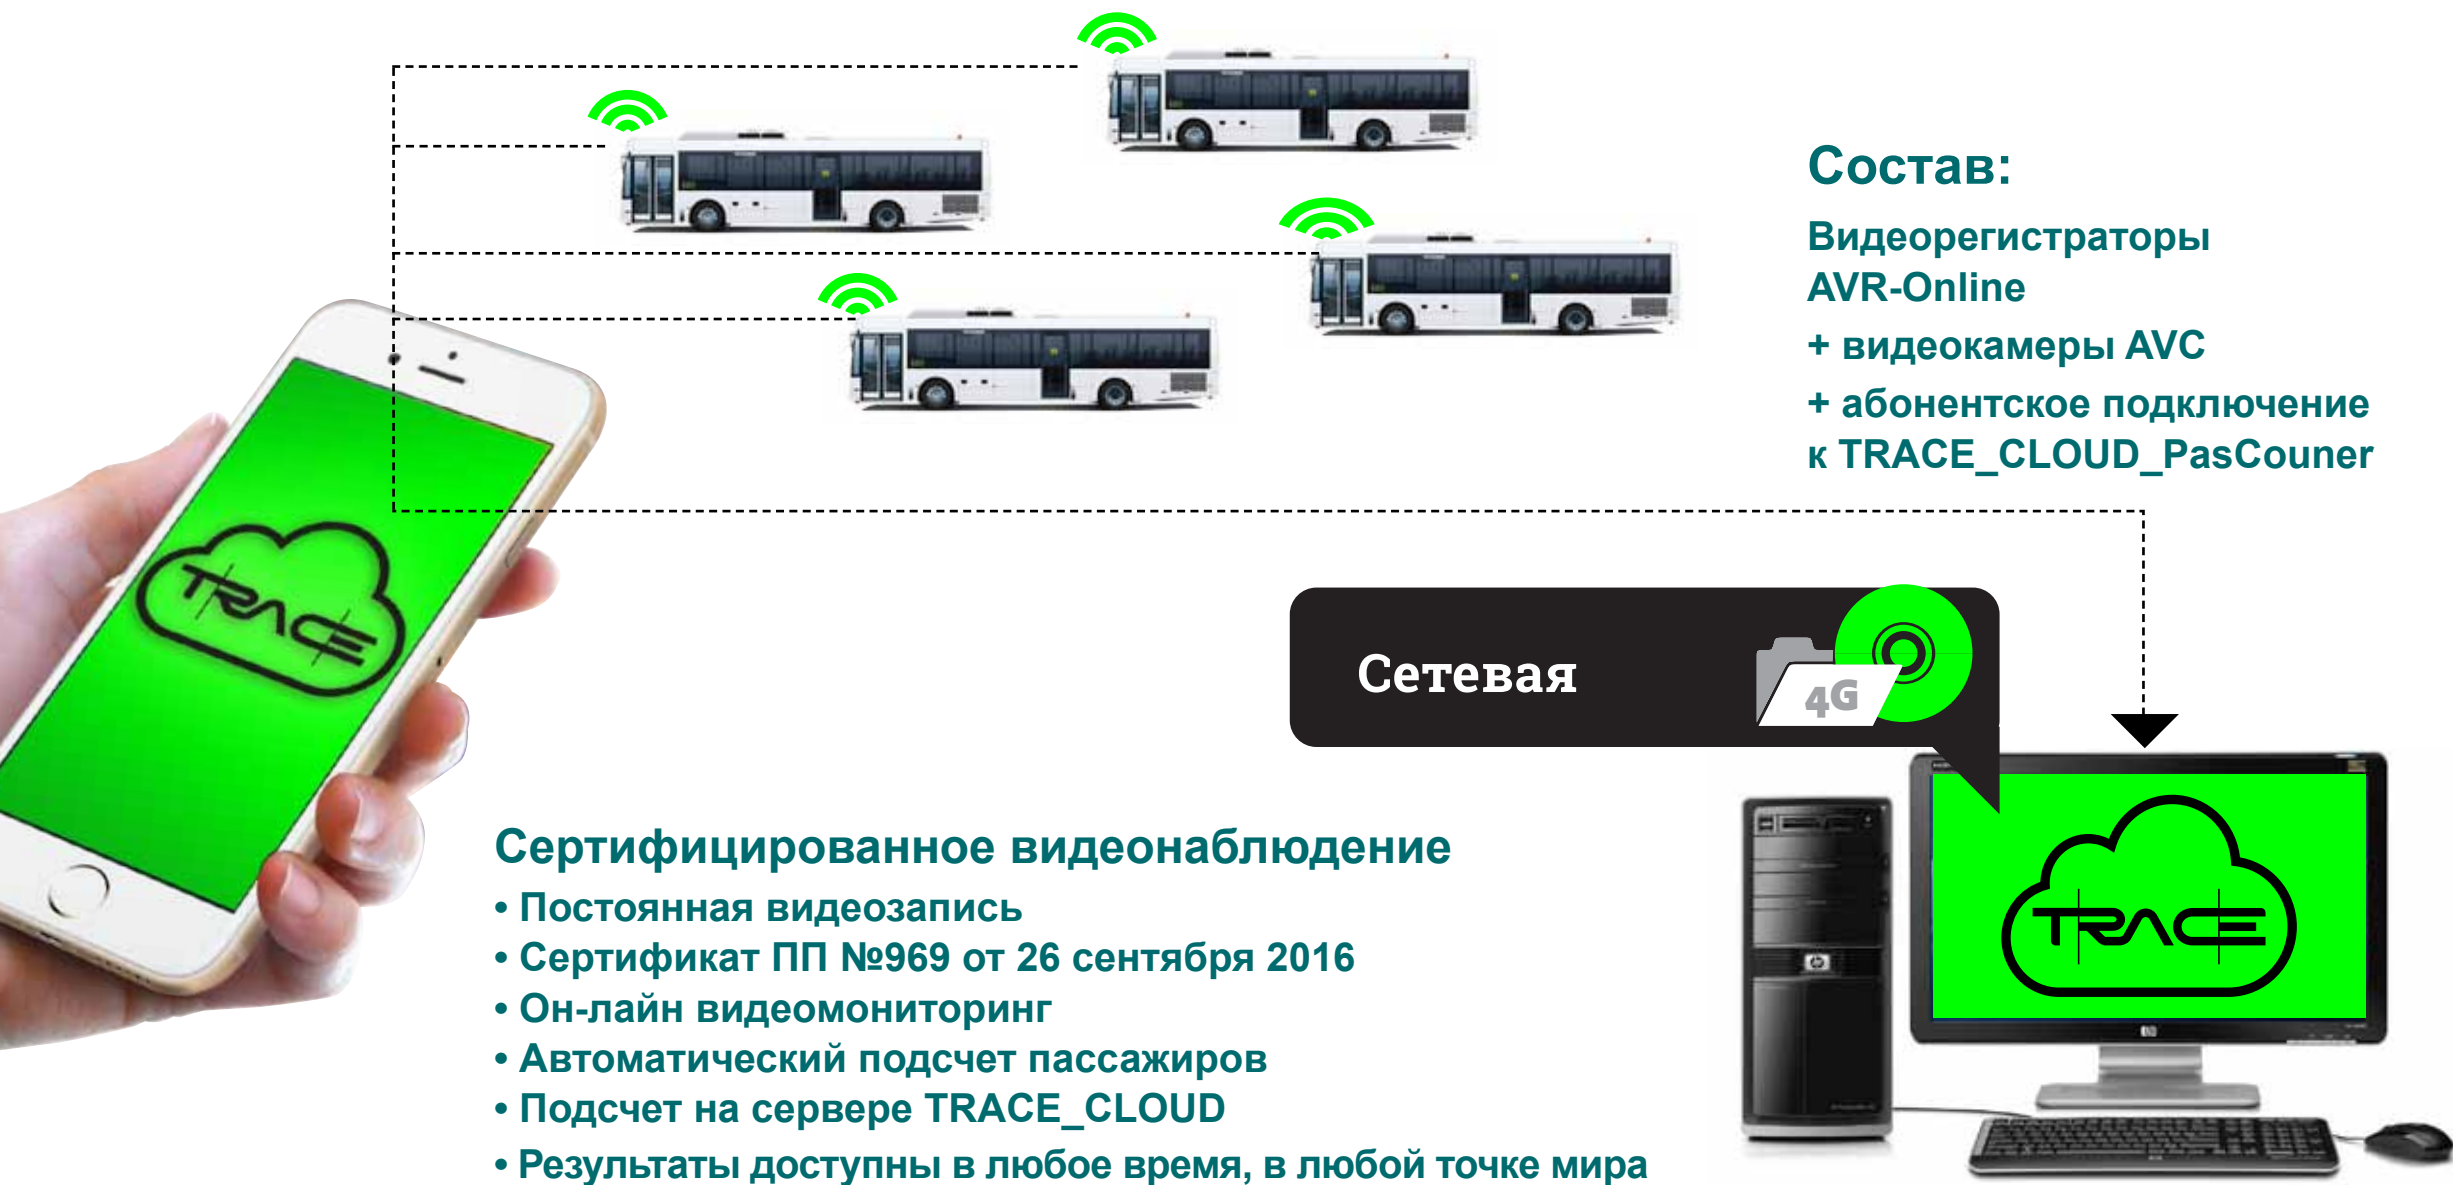 Состав:
Видеорегистраторы
AVR-Online
+ видеокамеры AVC
+ абонентское подключение
к TRACE_CLOUD_PasCouner
Сетевая
4G
TRACE
TRACE
hp
hp
Сертифицированное видеонаблюдение
• Постоянная видеозапись
• Сертификат ПП №969 от 26 сентября 2016
• Он-лайн видеомониторинг
• Автоматический подсчет пассажиров
• Подсчет на сервере TRACE_CLOUD
• Результаты доступны в любое время, в любой точке мира